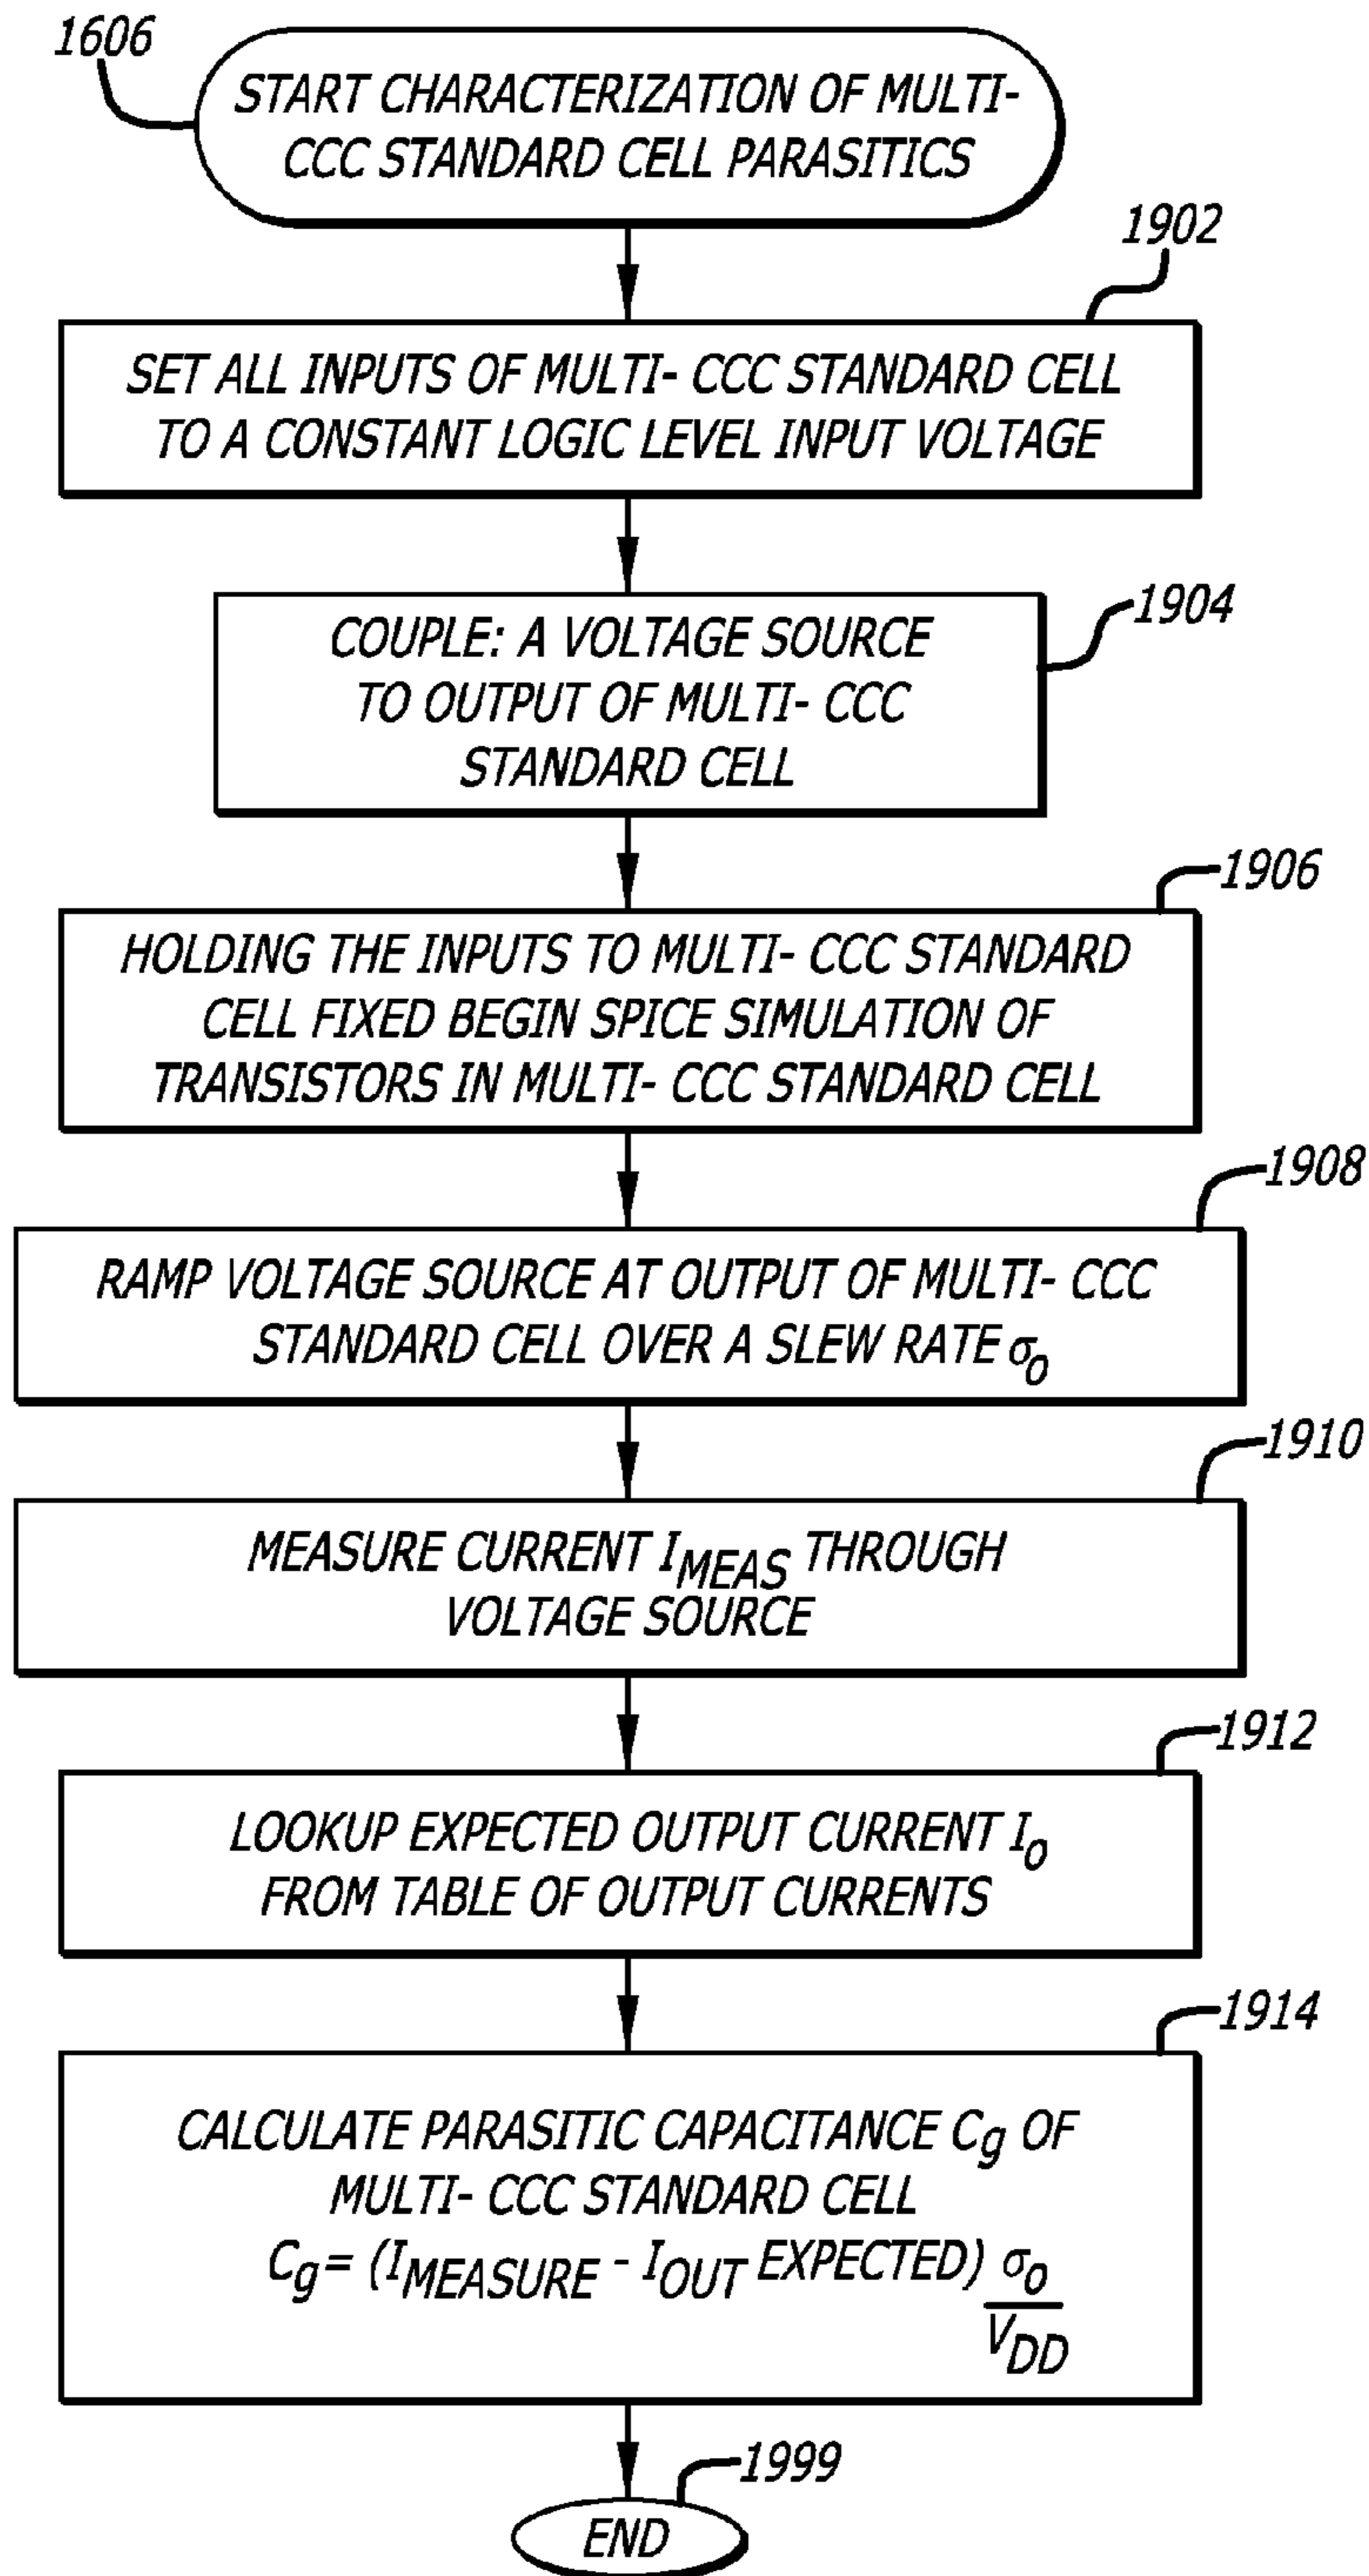 1606
START CHARACTERIZATION OF MULTI-
CCC STANDARD CELL PARASITICS
1902
SET ALL INPUTS OF MULTI- CCC STANDARD CELL
TO A CONSTANT LOGIC LEVEL INPUT VOLTAGE
1904
COUPLE: A VOLTAGE SOURCE
TO OUTPUT OF MULTI- CCC
STANDARD CELL
1906
HOLDING THE INPUTS TO MULTI- CCC STANDARD
CELL FIXED BEGIN SPICE SIMULATION OF
TRANSISTORS IN MULTI- CCC STANDARD CELL
1908
RAMP VOLTAGE SOURCE AT OUTPUT OF MULTI- CCC
STANDARD CELL OVER A SLEW RATE σo
1910
MEASURE CURRENT IMEAS THROUGH
VOLTAGE SOURCE
1912
LOOKUP EXPECTED OUTPUT CURRENT Io
FROM TABLE OF OUTPUT CURRENTS
1914
CALCULATE PARASITIC CAPACITANCE Cg OF
MULTI- CCC STANDARD CELL
Cg = (IMEASURE - IOUT EXPECTED) σo
VDD
1999
END